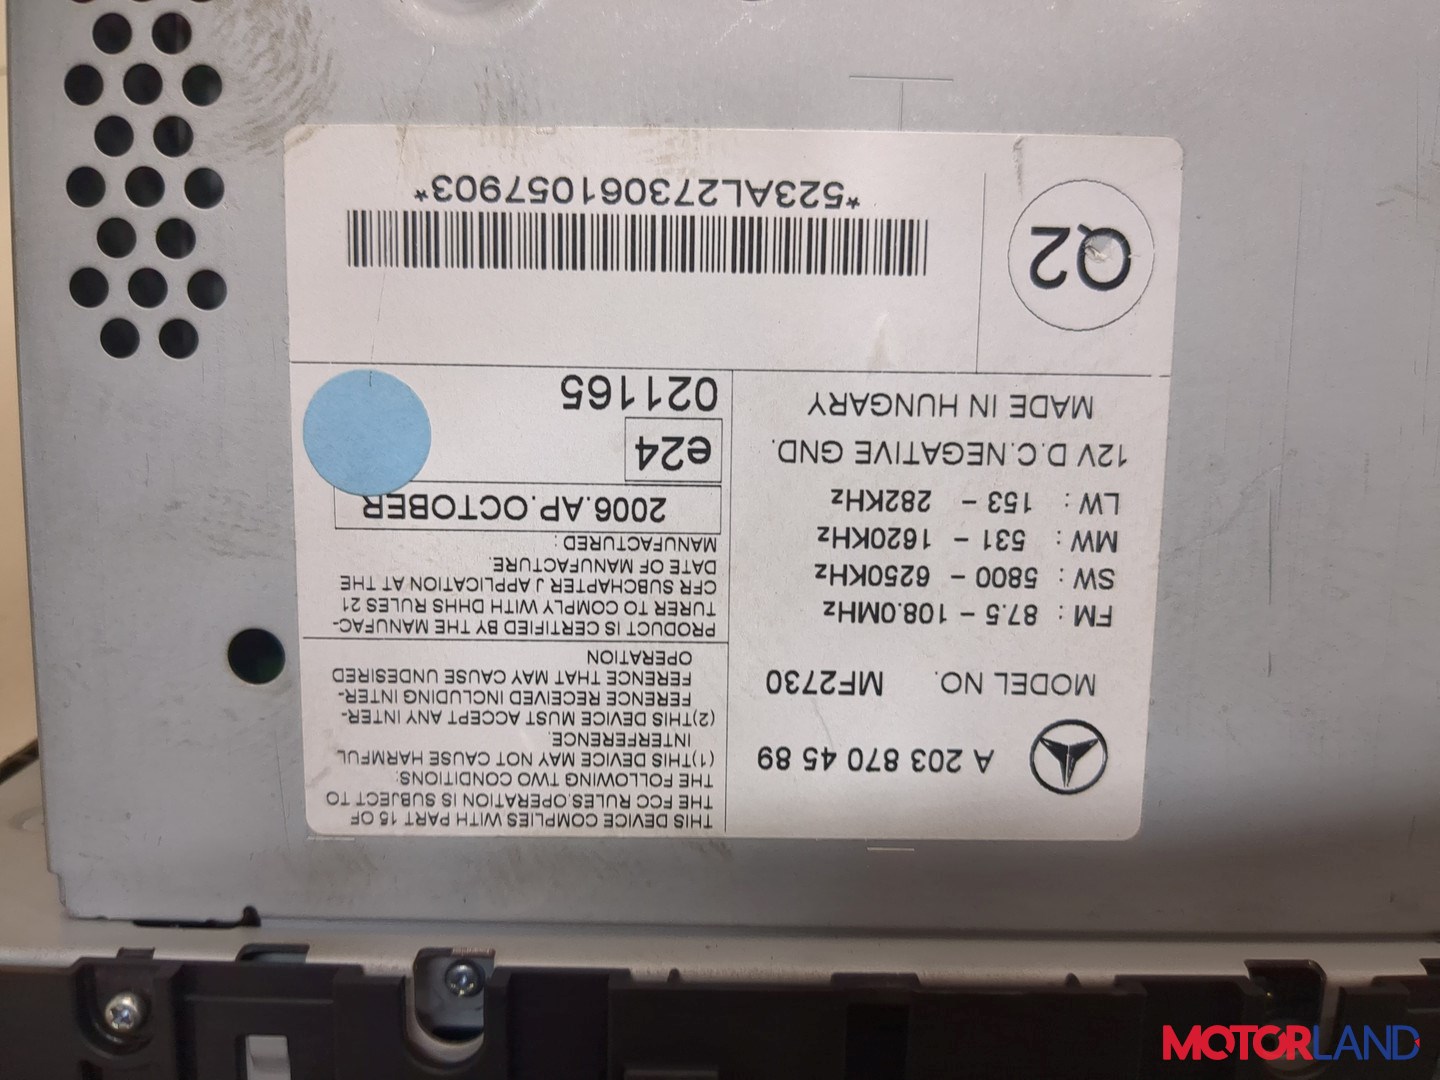 THIS DEVICE COMPLIES WITH PART 15 OF
THE FCC RULES.OPERATION IS SUBJECT TO
THE FOLLOWING TWO CONDITIONS:
(1)THIS DEVICE MAY NOT CAUSE HARMFUL
INTERFERENCE.
(2)THIS DEVICE MUST ACCEPT ANY INTER-
FERENCE RECEIVED INCLUDING INTER-
FERENCE THAT MAY CAUSE UNDESIRED
OPERATION
PRODUCT IS CERTIFIED BY THE MANUFAC-
TURER TO COMPLY WITH DHHS RULES 21
CFR SUBCHAPTER J APPLICATION AT THE
DATE OF MANUFACTURE.
MANUFACTURED :
2006.AP.OCTOBER
e24
021165
A 203 870 45 89
MODEL NO. MF2730
FM : 87.5 – 108.0MHz
SW : 5800 – 6250KHz
MW : 531 – 1620KHz
LW : 153 – 282KHz
12V D.C.NEGATIVE GND.
MADE IN HUNGARY
Q2
*523AL273061057903*
MOTORLAND